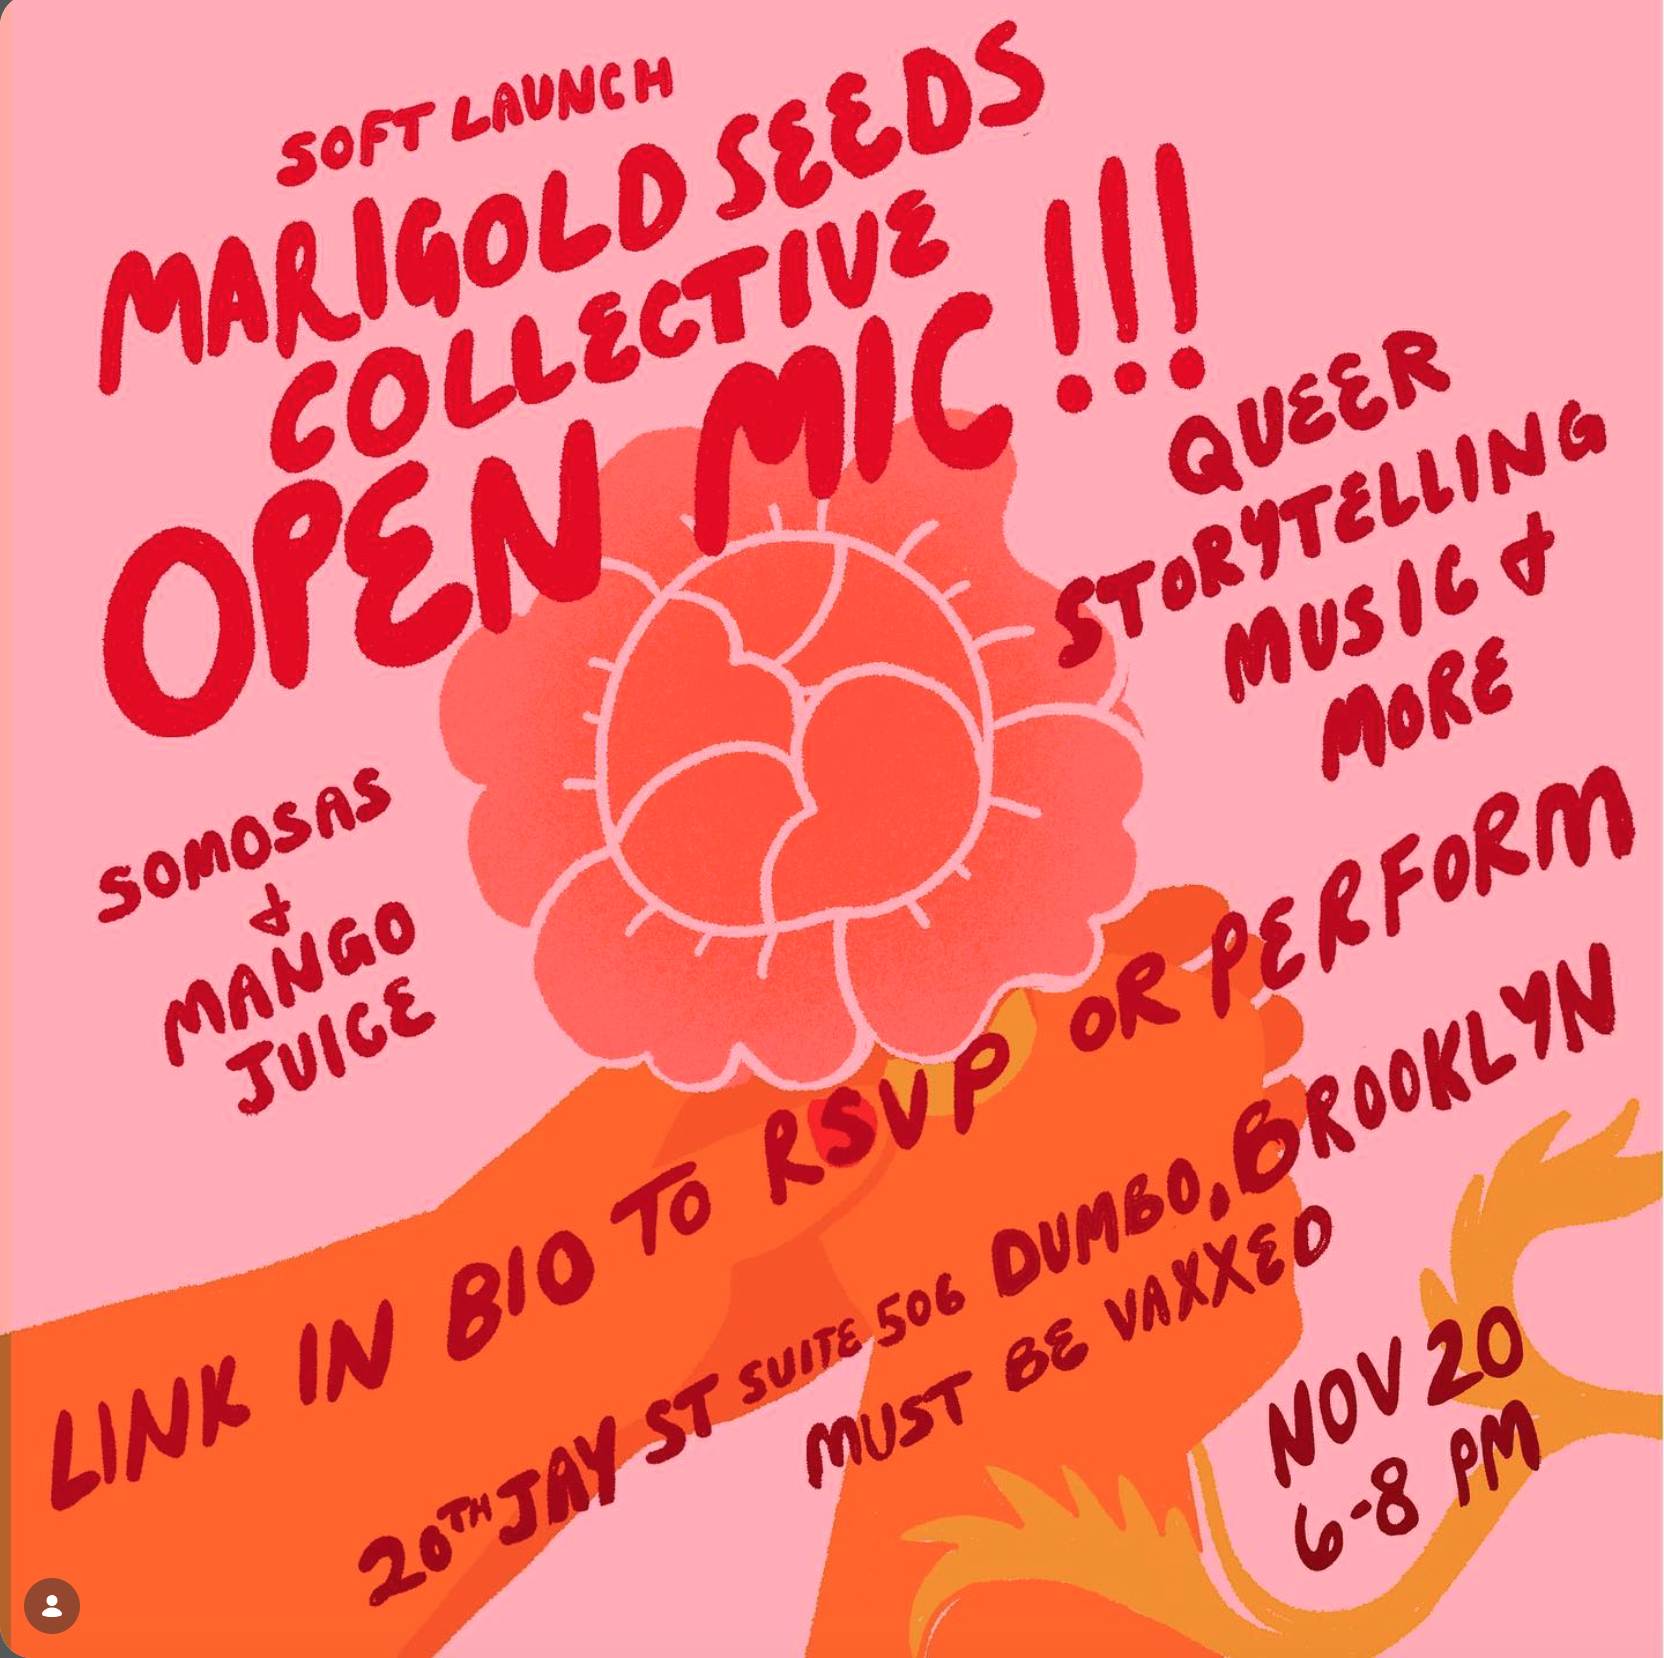 SOFT LAUNCH
MARIGOLD SEEDS
COLLECTIVE
OPEN MIC !!!
QUEER
STORYTELLING
MUSIC &
MORE
SOMOSAS
&
MANGO
JUICE
LINK IN BIO TO RSVP OR PERFORM
20TH JAY ST SUITE 506 DUMBO, BROOKLYN
MUST BE VAXXED
NOV 20
6-8 PM